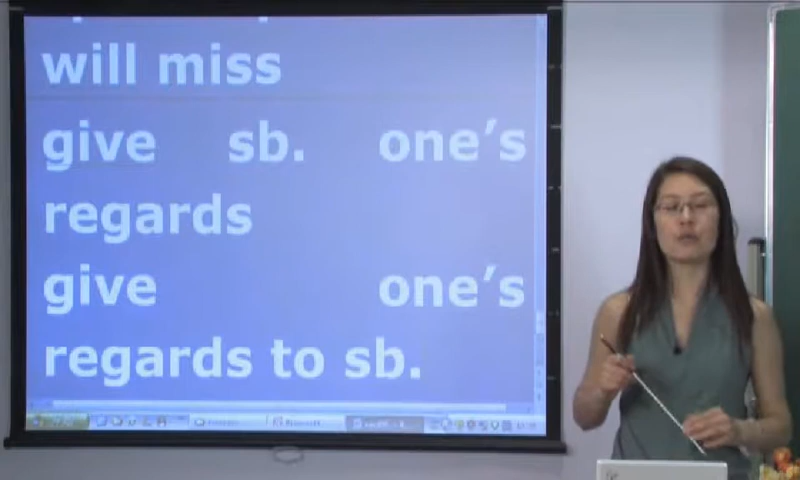 will miss
give sb. one's
regards
give one's
regards to sb.